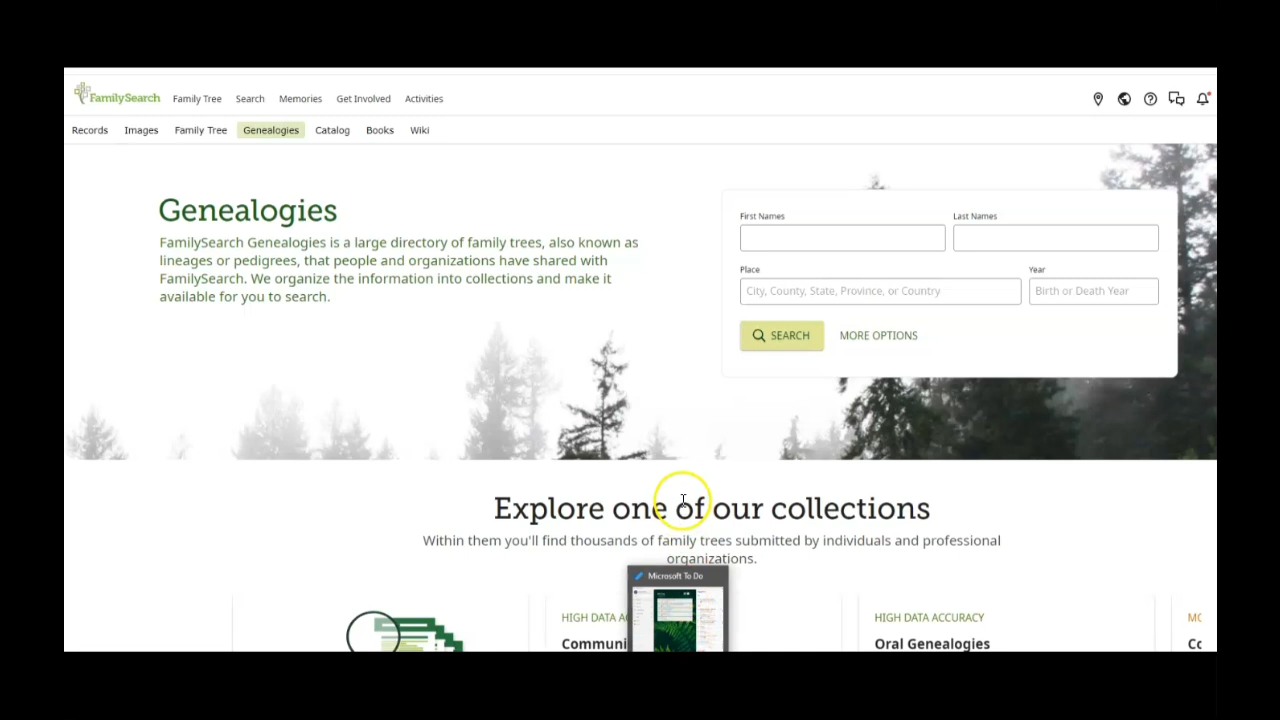 FamilySearch
Family Tree Search Memories Get Involved Activities
Records Images Family Tree Genealogies Catalog Books Wiki
Genealogies
FamilySearch Genealogies is a large directory of family trees, also known as
lineages or pedigrees, that people and organizations have shared with
FamilySearch. We organize the information into collections and make it
available for you to search.
First Names Last Names
Place Year
City, County, State, Province, or Country Birth or Death Year
SEARCH MORE OPTIONS
Explore one of our collections
Within them you'll find thousands of family trees submitted by individuals and professional
organizations.
Microsoft To Do
HIGH DATA AC
Communi
HIGH DATA ACCURACY
Oral Genealogies
MO
Co